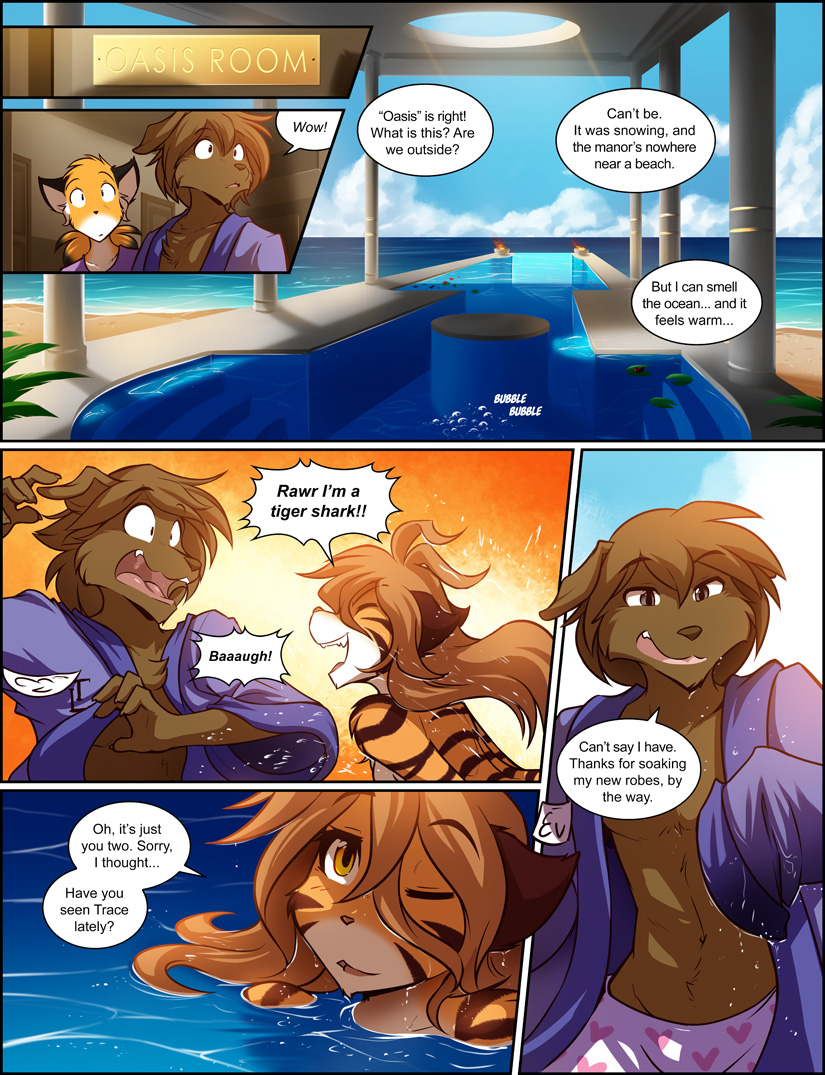 OASIS ROOM
Wow!
“Oasis” is right!
What is this? Are
we outside?
Can’t be.
It was snowing, and
the manor’s nowhere
near a beach.
But I can smell
the ocean... and it
feels warm...
BUBBLE
BUBBLE
Rawr I’m a
tiger shark!!
Baaaugh!
Oh, it’s just
you two. Sorry,
I thought...
Have you
seen Trace
lately?
Can’t say I have.
Thanks for soaking
my new robes, by
the way.